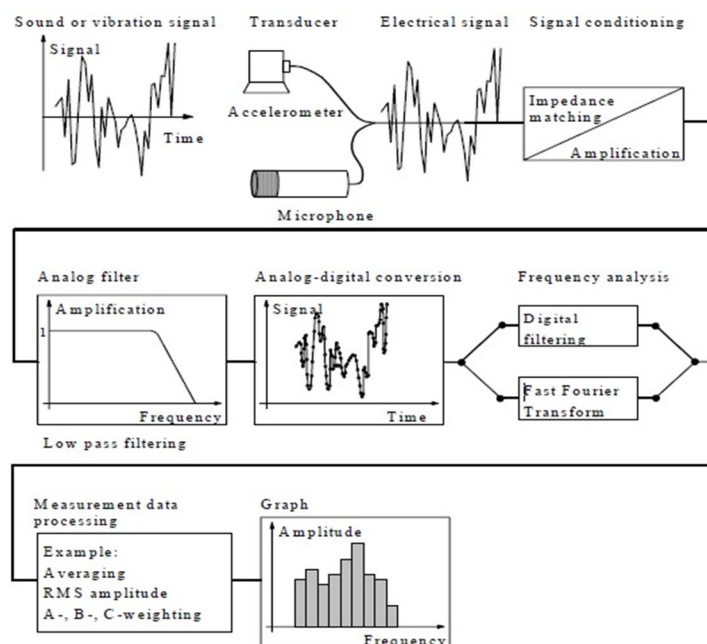 Sound or vibration signal
Transducer
Electrical signal
Signal conditioning
Signal
Time
Accelerometer
Microphone
Impedance
matching
Amplification
Analog filter
Analog-digital conversion
Frequency analysis
Amplification
1
Frequency
Low pass filtering
Signal
Time
Digital
filtering
Fast Fourier
Transform
Measurement data
processing
Graph
Example:
Averaging
RMS amplitude
A-, B-, C-weighting
Amplitude
Frequency